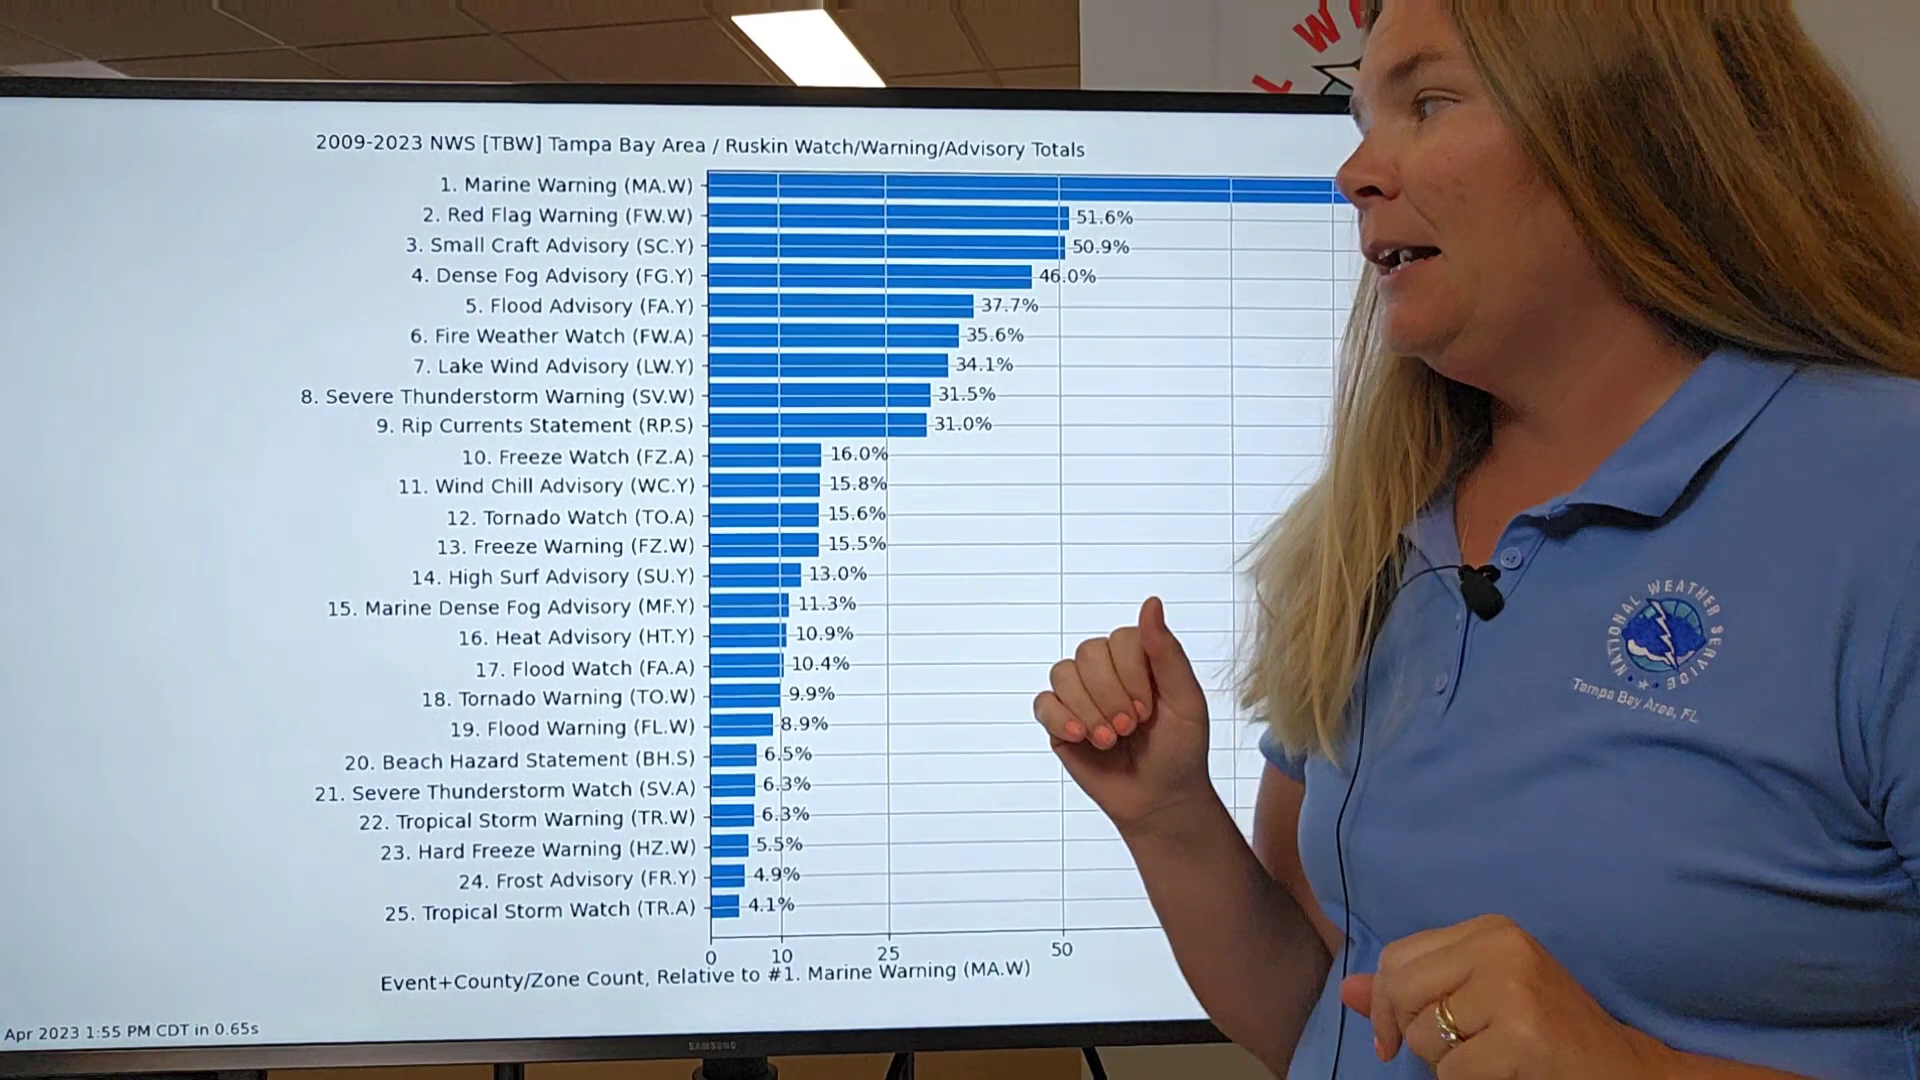 2009-2023 NWS [TBW] Tampa Bay Area / Ruskin Watch/Warning/Advisory Totals
1. Marine Warning (MA.W)
2. Red Flag Warning (FW.W) 51.6%
3. Small Craft Advisory (SC.Y) 50.9%
4. Dense Fog Advisory (FG.Y) 46.0%
5. Flood Advisory (FA.Y) 37.7%
6. Fire Weather Watch (FW.A) 35.6%
7. Lake Wind Advisory (LW.Y) 34.1%
8. Severe Thunderstorm Warning (SV.W) 31.5%
9. Rip Currents Statement (RP.S) 31.0%
10. Freeze Watch (FZ.A) 16.0%
11. Wind Chill Advisory (WC.Y) 15.8%
12. Tornado Watch (TO.A) 15.6%
13. Freeze Warning (FZ.W) 15.5%
14. High Surf Advisory (SU.Y) 13.0%
15. Marine Dense Fog Advisory (MF.Y) 11.3%
16. Heat Advisory (HT.Y) 10.9%
17. Flood Watch (FA.A) 10.4%
18. Tornado Warning (TO.W) 9.9%
19. Flood Warning (FL.W) 8.9%
20. Beach Hazard Statement (BH.S) 6.5%
21. Severe Thunderstorm Watch (SV.A) 6.3%
22. Tropical Storm Warning (TR.W) 6.3%
23. Hard Freeze Warning (HZ.W) 5.5%
24. Frost Advisory (FR.Y) 4.9%
25. Tropical Storm Watch (TR.A) 4.1%
0 10 25 50
Event+County/Zone Count, Relative to #1. Marine Warning (MA.W)
Apr 2023 1:55 PM CDT in 0.65s
SAMSUNG
NATIONAL WEATHER SERVICE
Tampa Bay Area, FL